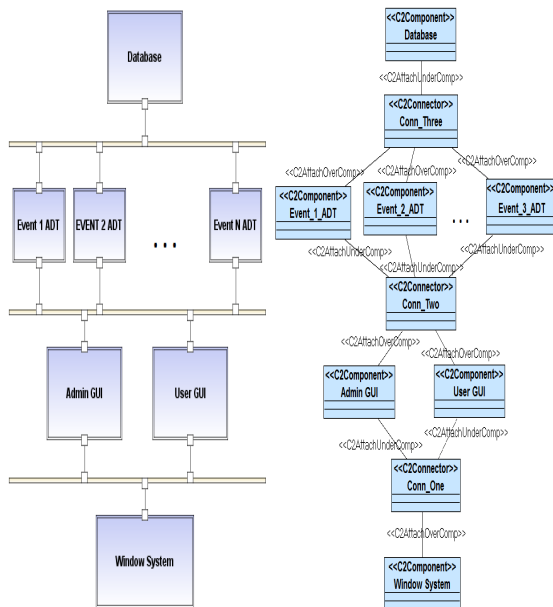 Database
Event 1 ADT
EVENT 2 ADT
. . .
Event N ADT
Admin GUI
User GUI
Window System
<<C2Component>>
Database
<<C2AttachUnderComp>>
<<C2Connector>>
Conn_Three
<<C2AttachOverComp>>
<<C2AttachOverComp>>
<<C2AttachOverComp>>
<<C2Component>>
Event_1_ADT
<<C2Component>>
Event_2_ADT
. . .
<<C2Component>>
Event_3_ADT
<<C2AttachUnderComp>>
<<C2AttachUnderComp>>
<<C2AttachUnderComp>>
<<C2Connector>>
Conn_Two
<<C2AttachOverComp>>
<<C2AttachOverComp>>
<<C2Component>>
Admin GUI
<<C2Component>>
User GUI
<<C2AttachUnderComp>>
<<C2AttachUnderComp>>
<<C2Connector>>
Conn_One
<<C2AttachOverComp>>
<<C2Component>>
Window System